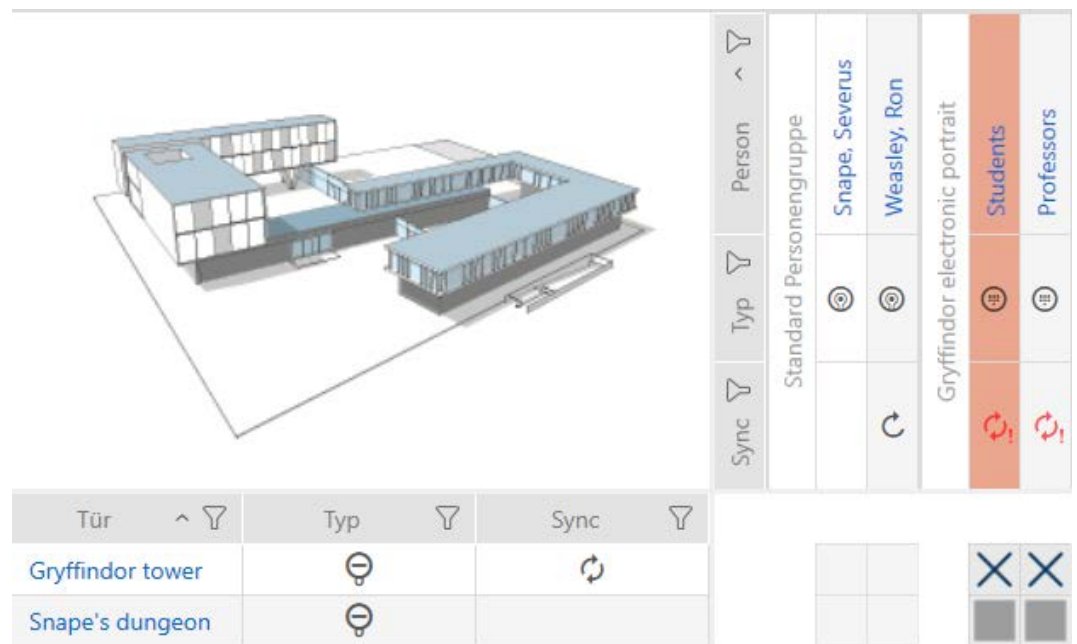 Person
Typ
Sync
Standard Personengruppe
Snape, Severus
Weasley, Ron
Gryffindor electronic portrait
Students
Professors
Tür
Typ
Sync
Gryffindor tower
Snape's dungeon